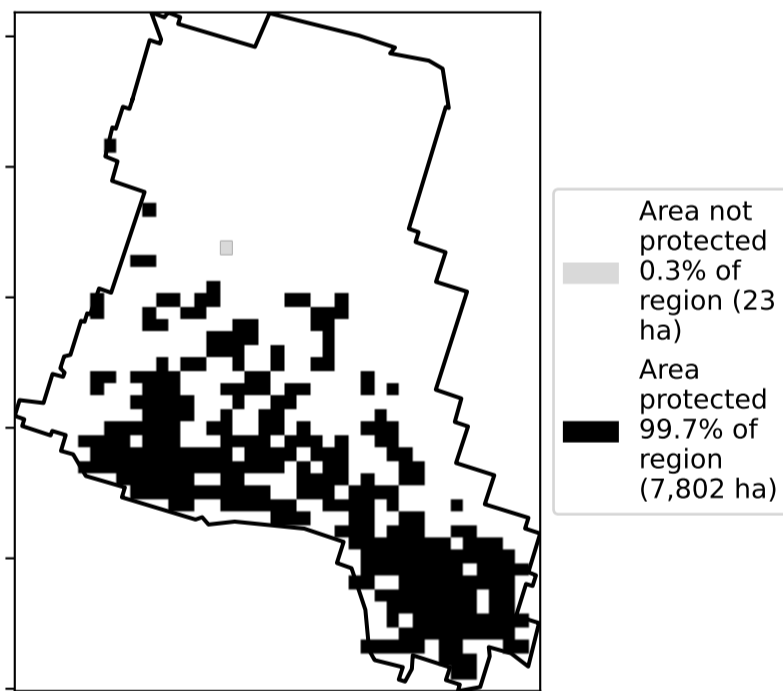 Area not
protected
0.3% of
region (23
ha)
Area
protected
99.7% of
region
(7,802 ha)